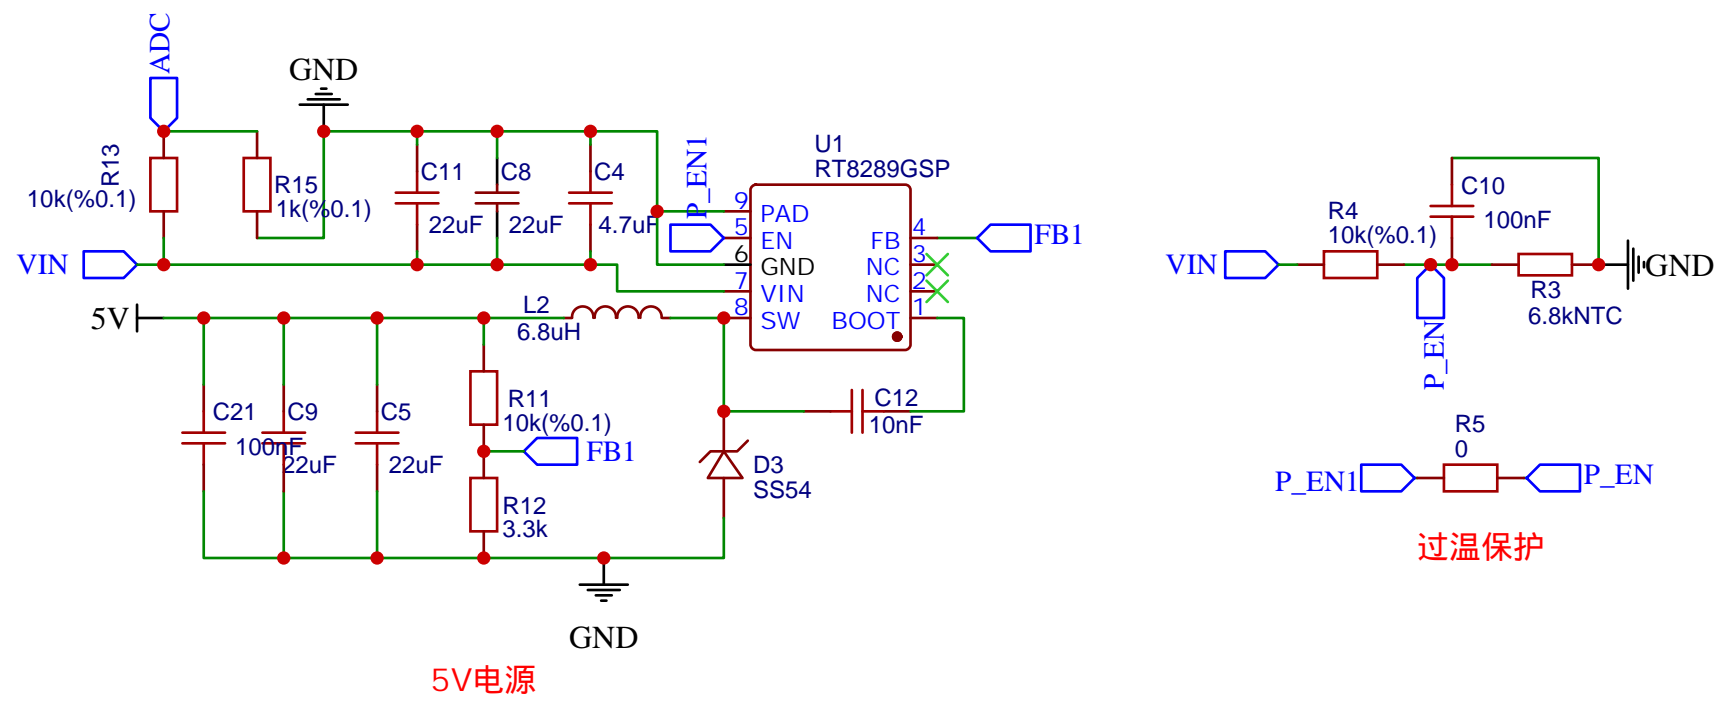 ADC
GND
R13
10k(%0.1)
R15
1k(%0.1)
C11
22uF
C8
22uF
C4
4.7uF
P_EN1
VIN
U1
RT8289GSP
9 PAD
5 EN
6 GND
7 VIN
8 SW
FB 4
NC 3
NC 2
BOOT 1
FB1
5V
L2
6.8uH
C21
100nF
C9
22uF
C5
22uF
R11
10k(%0.1)
FB1
R12
3.3k
C12
10nF
D3
SS54
GND
5V电源
VIN
R4
10k(%0.1)
C10
100nF
R3
6.8kNTC
GND
P_EN
R5
0
P_EN1
P_EN
过温保护